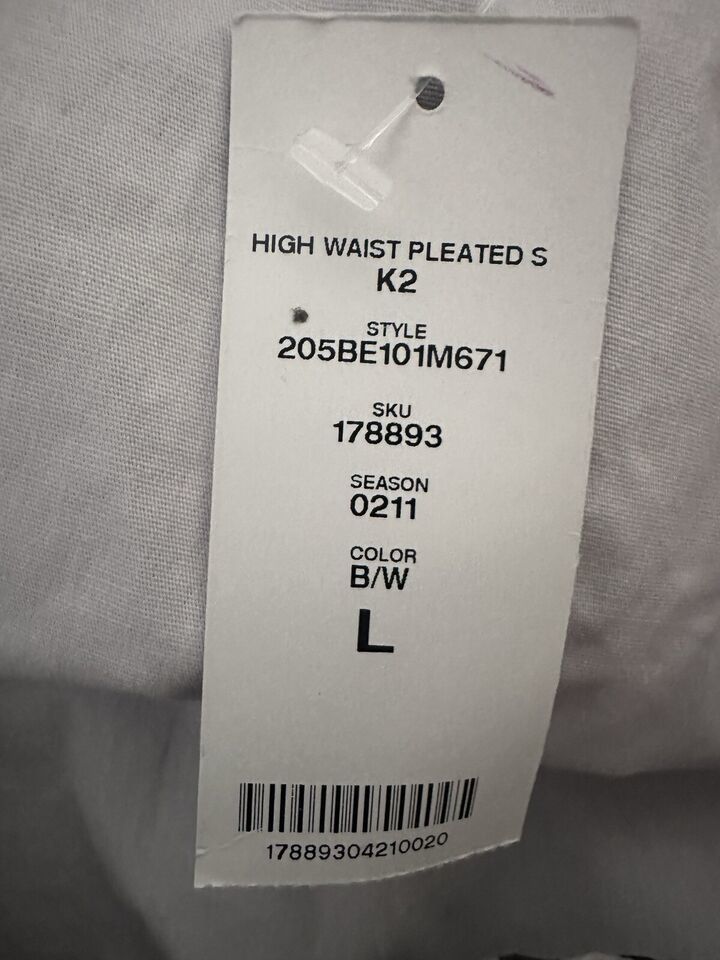 HIGH WAIST PLEATED S
K2
STYLE
205BE101M671
SKU
178893
SEASON
0211
COLOR
B/W
L
17889304210020